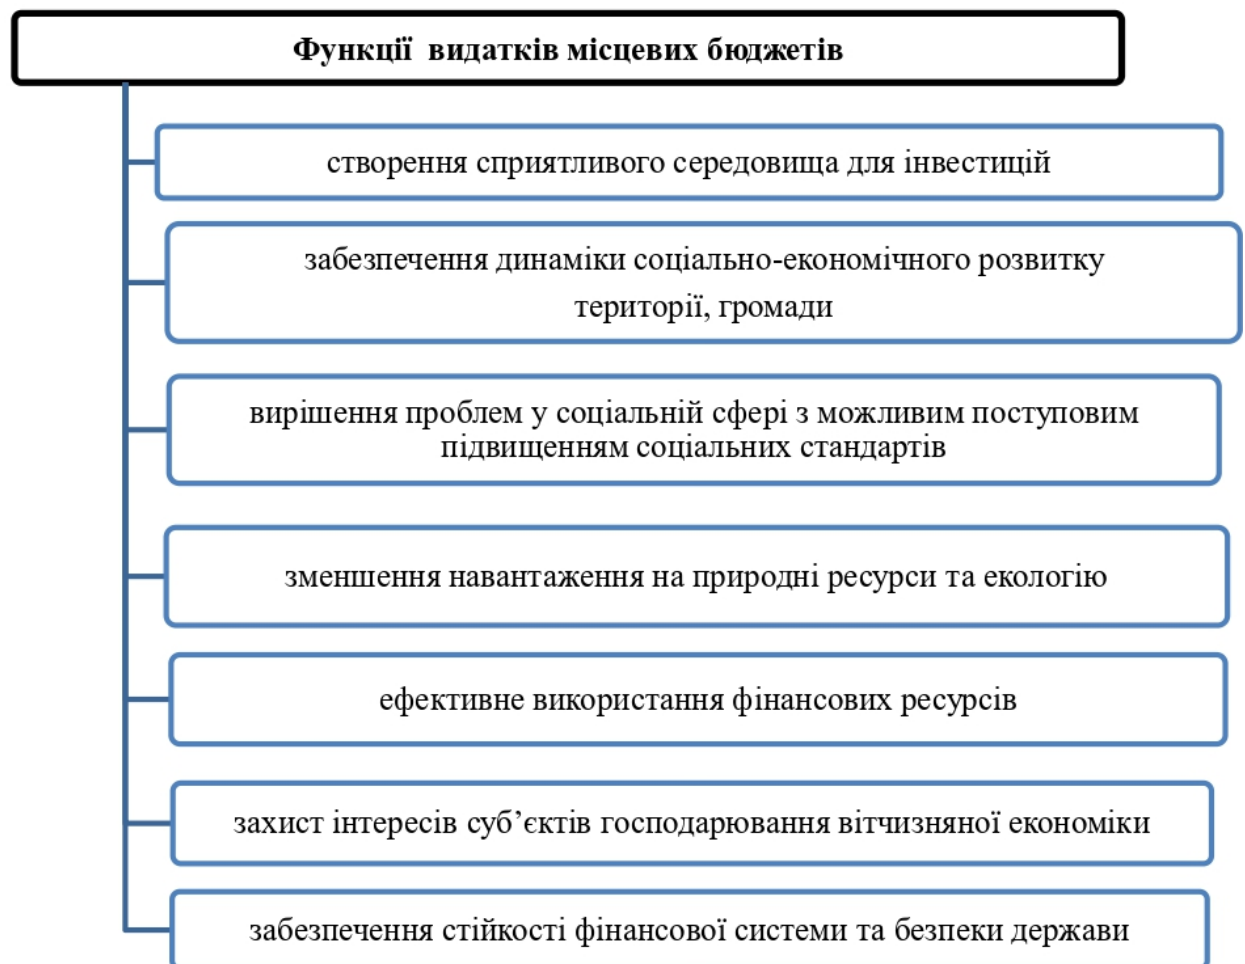 Функції видатків місцевих бюджетів
створення сприятливого середовища для інвестицій
забезпечення динаміки соціально-економічного розвитку
території, громади
вирішення проблем у соціальній сфері з можливим поступовим
підвищенням соціальних стандартів
зменшення навантаження на природні ресурси та екологію
ефективне використання фінансових ресурсів
захист інтересів суб’єктів господарювання вітчизняної економіки
забезпечення стійкості фінансової системи та безпеки держави